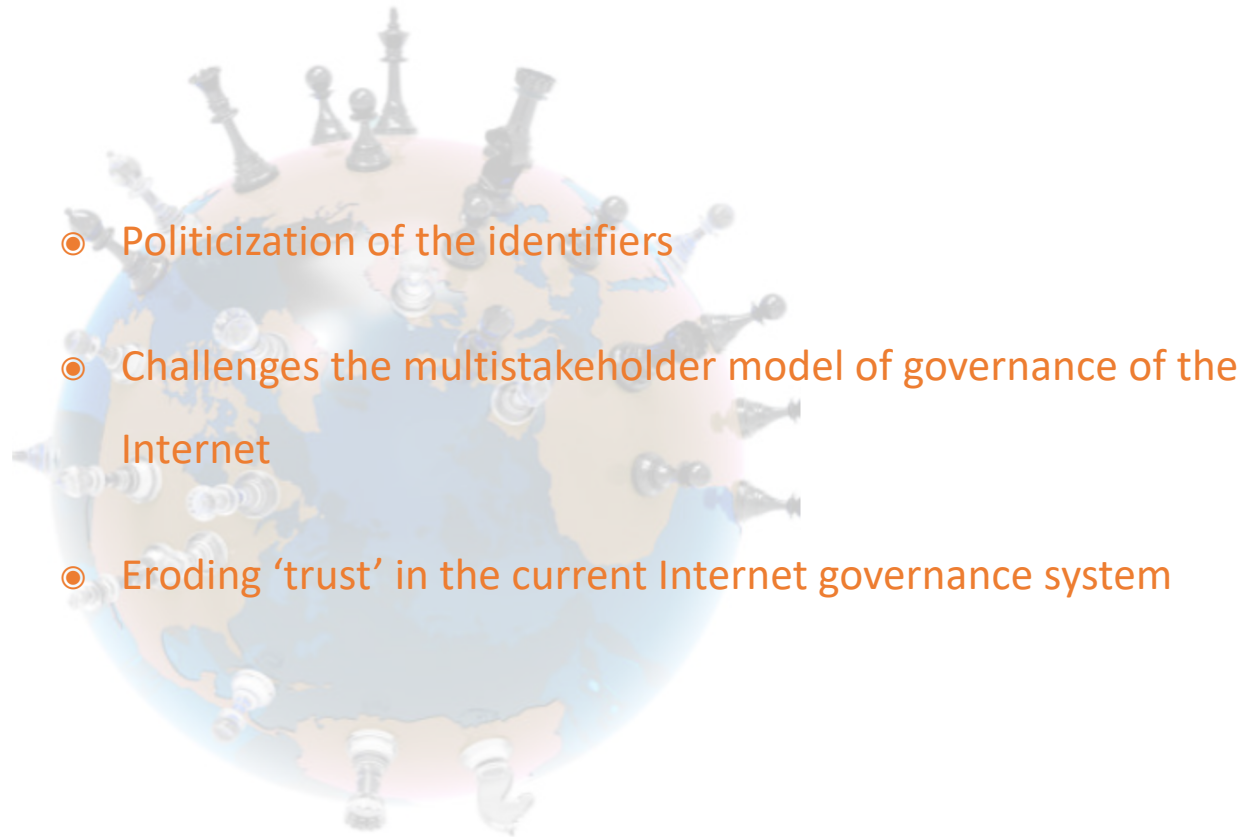 ◉ Politicization of the identifiers
◉ Challenges the multistakeholder model of governance of the
Internet
◉ Eroding ‘trust’ in the current Internet governance system